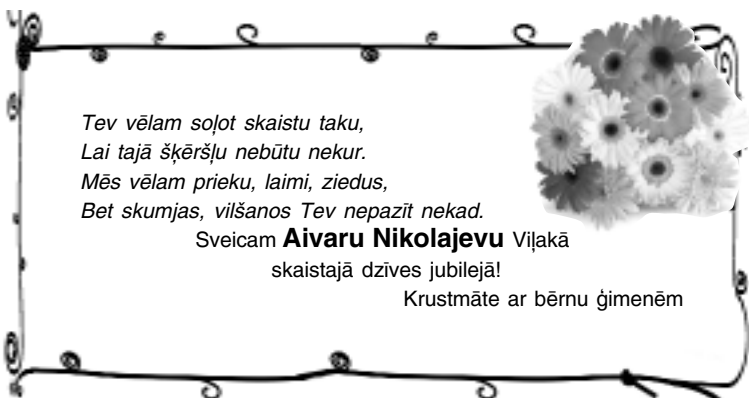 Tev vēlam soļot skaistu taku,
Lai tajā šķēršļu nebūtu nekur.
Mēs vēlam prieku, laimi, ziedus,
Bet skumjas, vilšanos Tev nepazīt nekad.
Sveicam Aivaru Nikolajevu Viļakā
skaistajā dzīves jubilejā!
Krustmāte ar bērnu ģimenēm